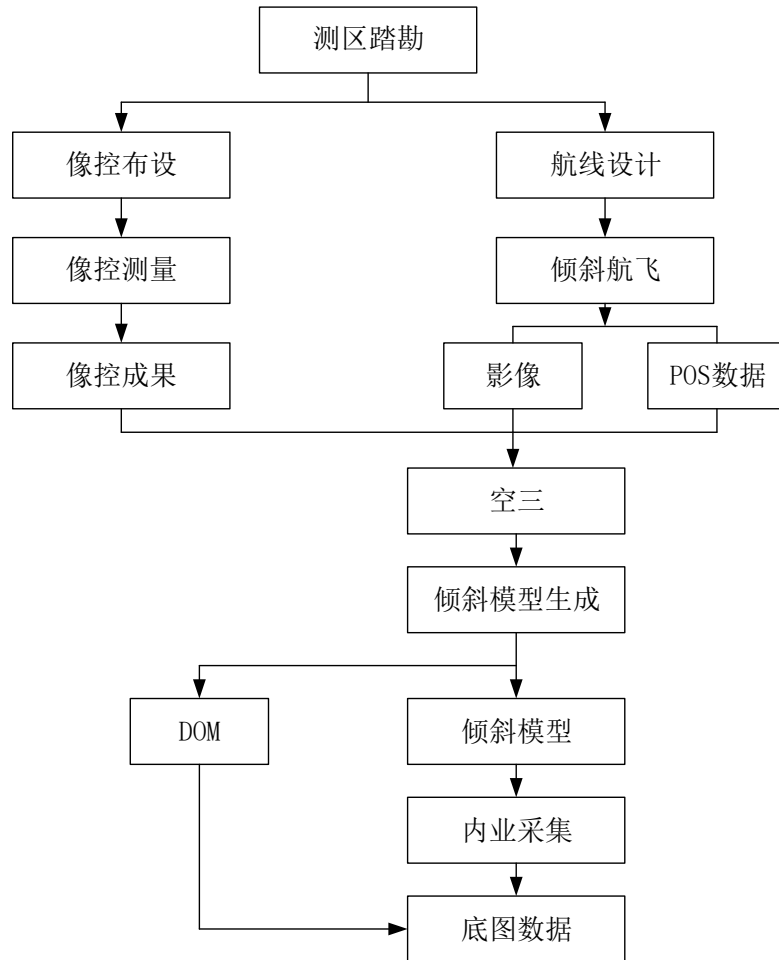 测区踏勘
像控布设
航线设计
像控测量
倾斜航飞
像控成果
影像
POS数据
空三
倾斜模型生成
DOM
倾斜模型
内业采集
底图数据